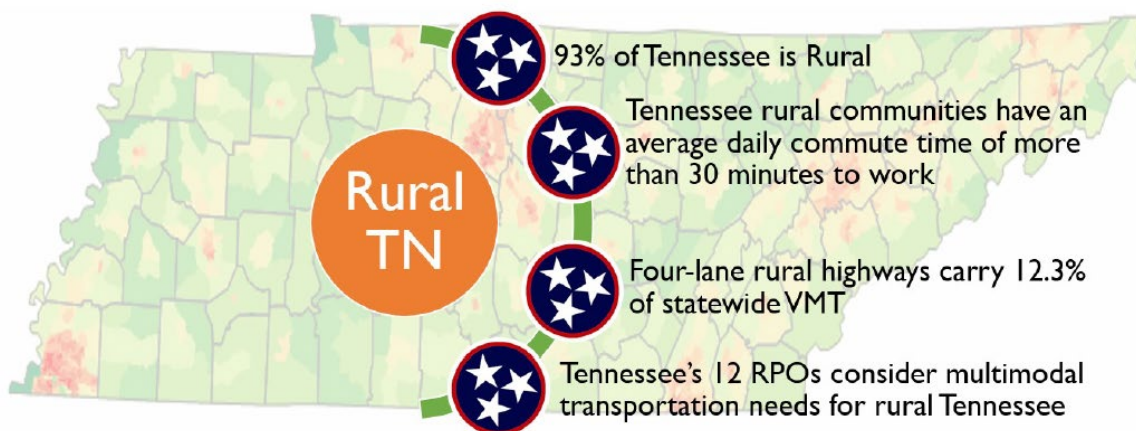 93% of Tennessee is Rural
Tennessee rural communities have an
average daily commute time of more
than 30 minutes to work
Rural
TN
Four-lane rural highways carry 12.3%
of statewide VMT
Tennessee's 12 RPOs consider multimodal
transportation needs for rural Tennessee